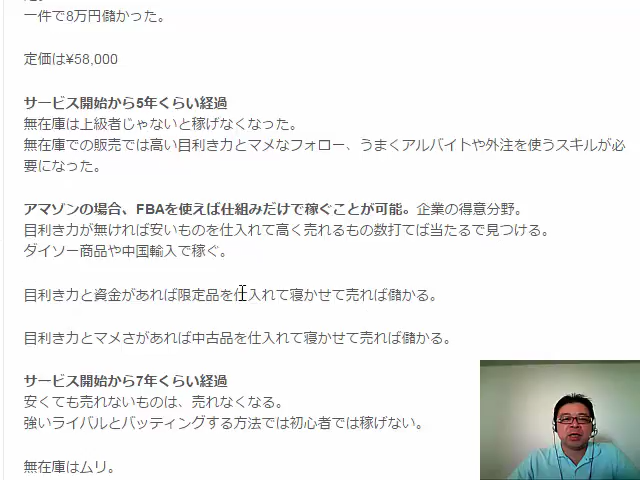 一件で8万円儲かった。
定価は¥58,000
サービス開始から5年くらい経過
無在庫は上級者じゃないと稼げなくなった。
無在庫での販売では高い目利き力とマメなフォロー、うまくアルバイトや外注を使うスキルが必
要になった。
アマゾンの場合、FBAを使えば仕組みだけで稼ぐことが可能。企業の得意分野。
目利き力が無ければ安いものを仕入れて高く売れるもの数打てば当たるで見つける。
ダイソー商品や中国輸入で稼ぐ。
目利き力と資金があれば限定品を仕入れて寝かせて売れば儲かる。
目利き力とマメさがあれば中古品を仕入れて寝かせて売れば儲かる。
サービス開始から7年くらい経過
安くても売れないものは、売れなくなる。
強いライバルとバッティングする方法では初心者では稼げない。
無在庫はムリ。